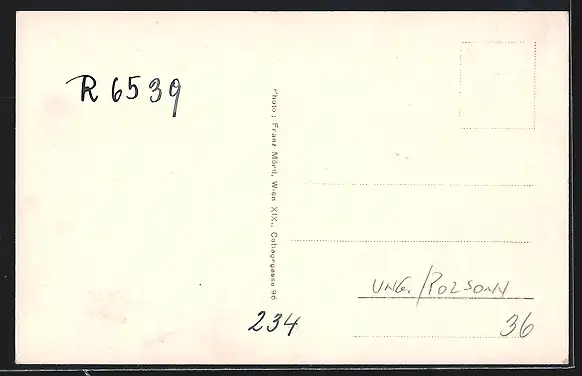 R 6539
Photo: Franz Mörtl, Wien XIX., Cottagegasse 96
UNG./POZSONY
234
36